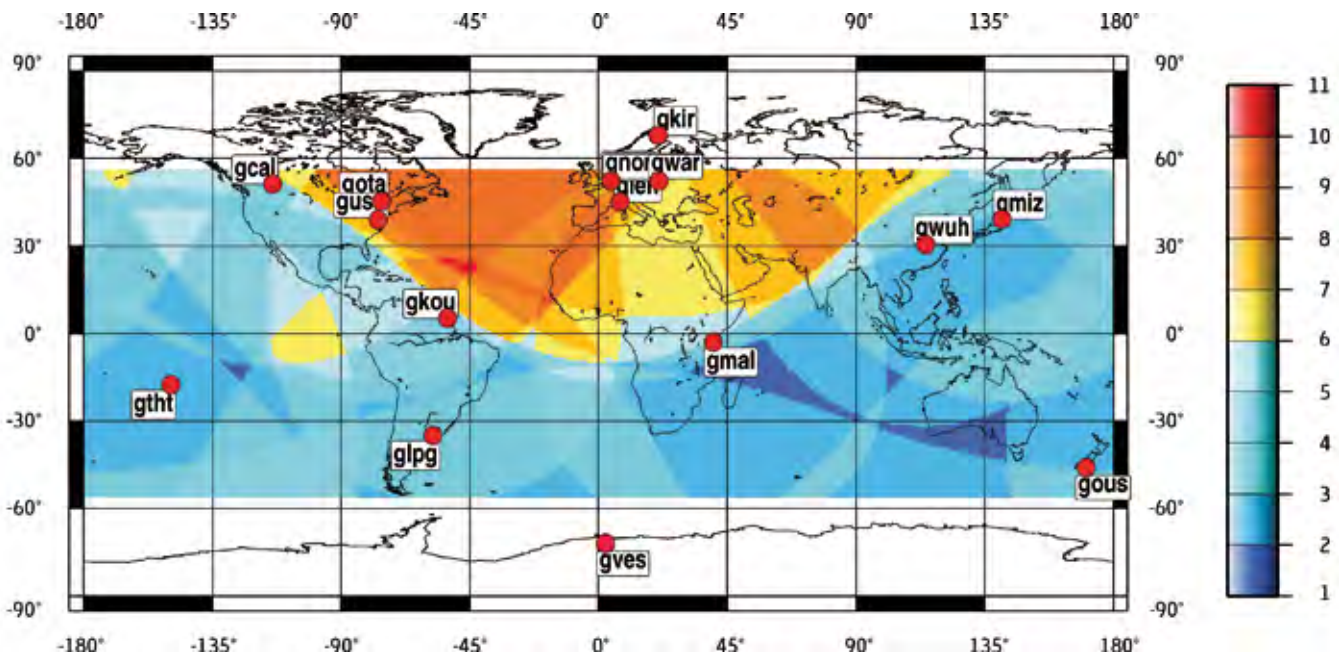 -180° -135° -90° -45° 0° 45° 90° 135° 180°
90° 90° 11
gkir 10
60° gnor gwar 60° 9
gcal gota gien
gus gmiz 8
30° gwuh 30° 7
gkou
0° 0° 6
gmal
gtht 5
-30° -30° 4
glpg
gous 3
-60° -60° 2
gves 1
-90° -90°
-180° -135° -90° -45° 0° 45° 90° 135° 180°